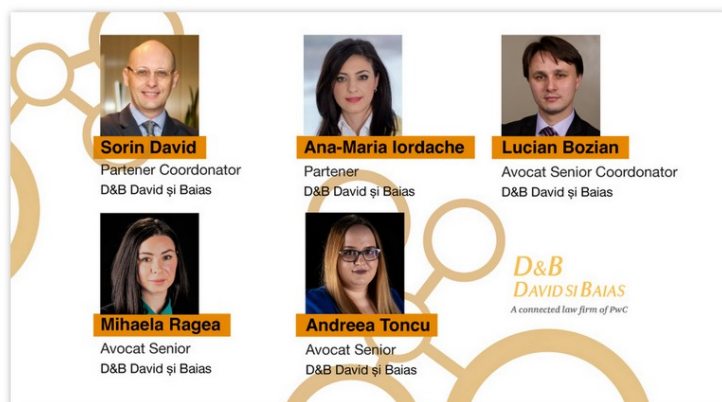 Sorin David
Partener Coordonator
D&B David și Baias
Ana-Maria Iordache
Partener
D&B David și Baias
Lucian Bozian
Avocat Senior Coordonator
D&B David și Baias
Mihaela Ragea
Avocat Senior
D&B David și Baias
Andreea Toncu
Avocat Senior
D&B David și Baias
D&B
DAVID SI BAIAS
A connected law firm of PwC